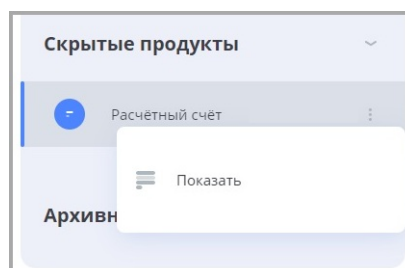 Скрытые продукты
Расчётный счёт
Показать
Архивн